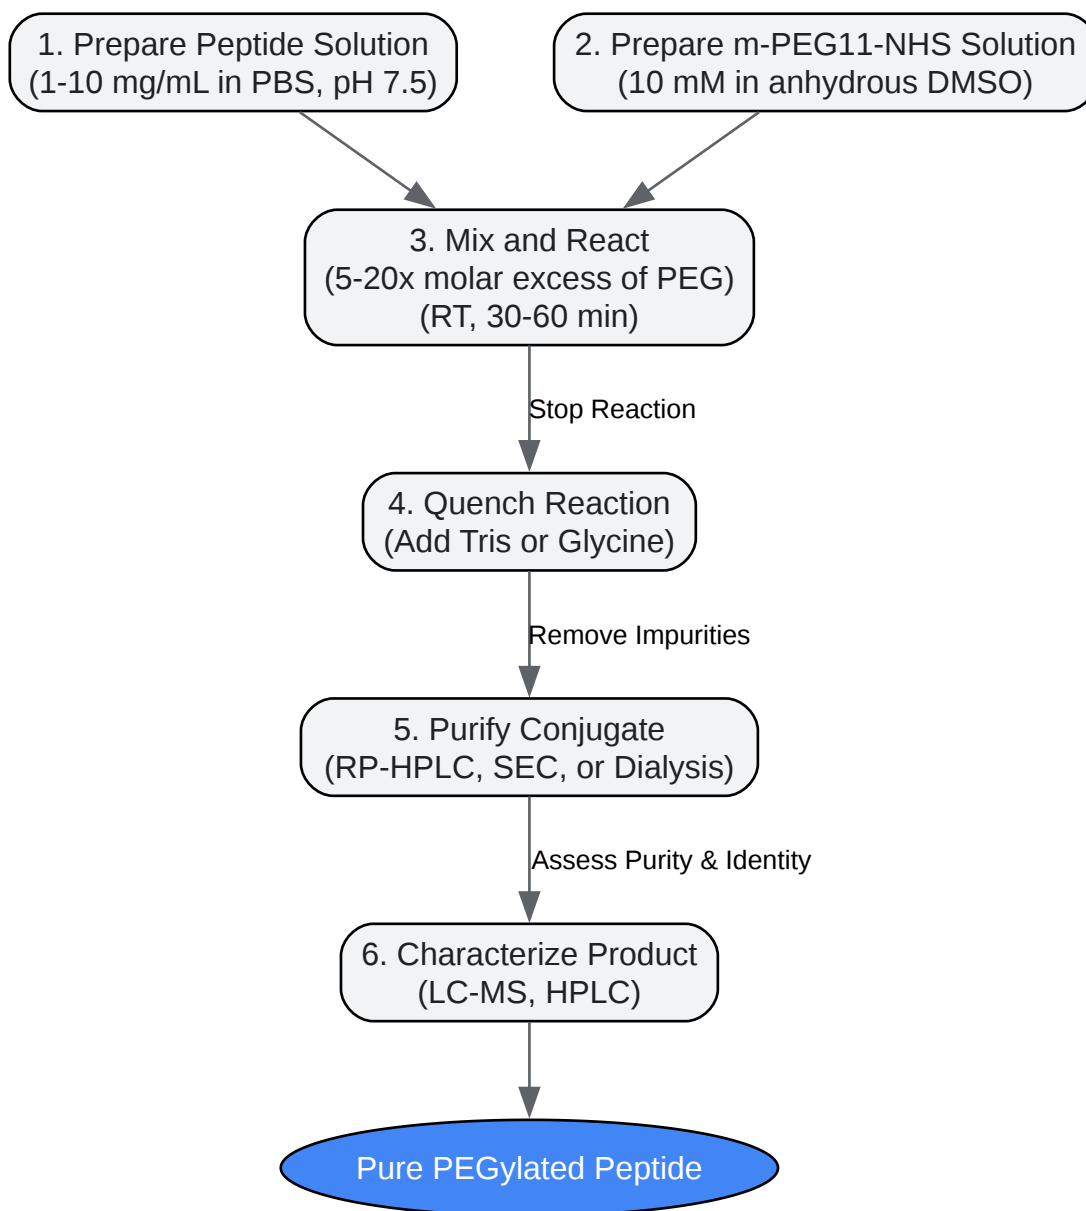 1. Prepare Peptide Solution
(1-10 mg/mL in PBS, pH 7.5)
2. Prepare m-PEG11-NHS Solution
(10 mM in anhydrous DMSO)
3. Mix and React
(5-20x molar excess of PEG)
(RT, 30-60 min)
Stop Reaction
4. Quench Reaction
(Add Tris or Glycine)
Remove Impurities
5. Purify Conjugate
(RP-HPLC, SEC, or Dialysis)
Assess Purity & Identity
6. Characterize Product
(LC-MS, HPLC)
Pure PEGylated Peptide